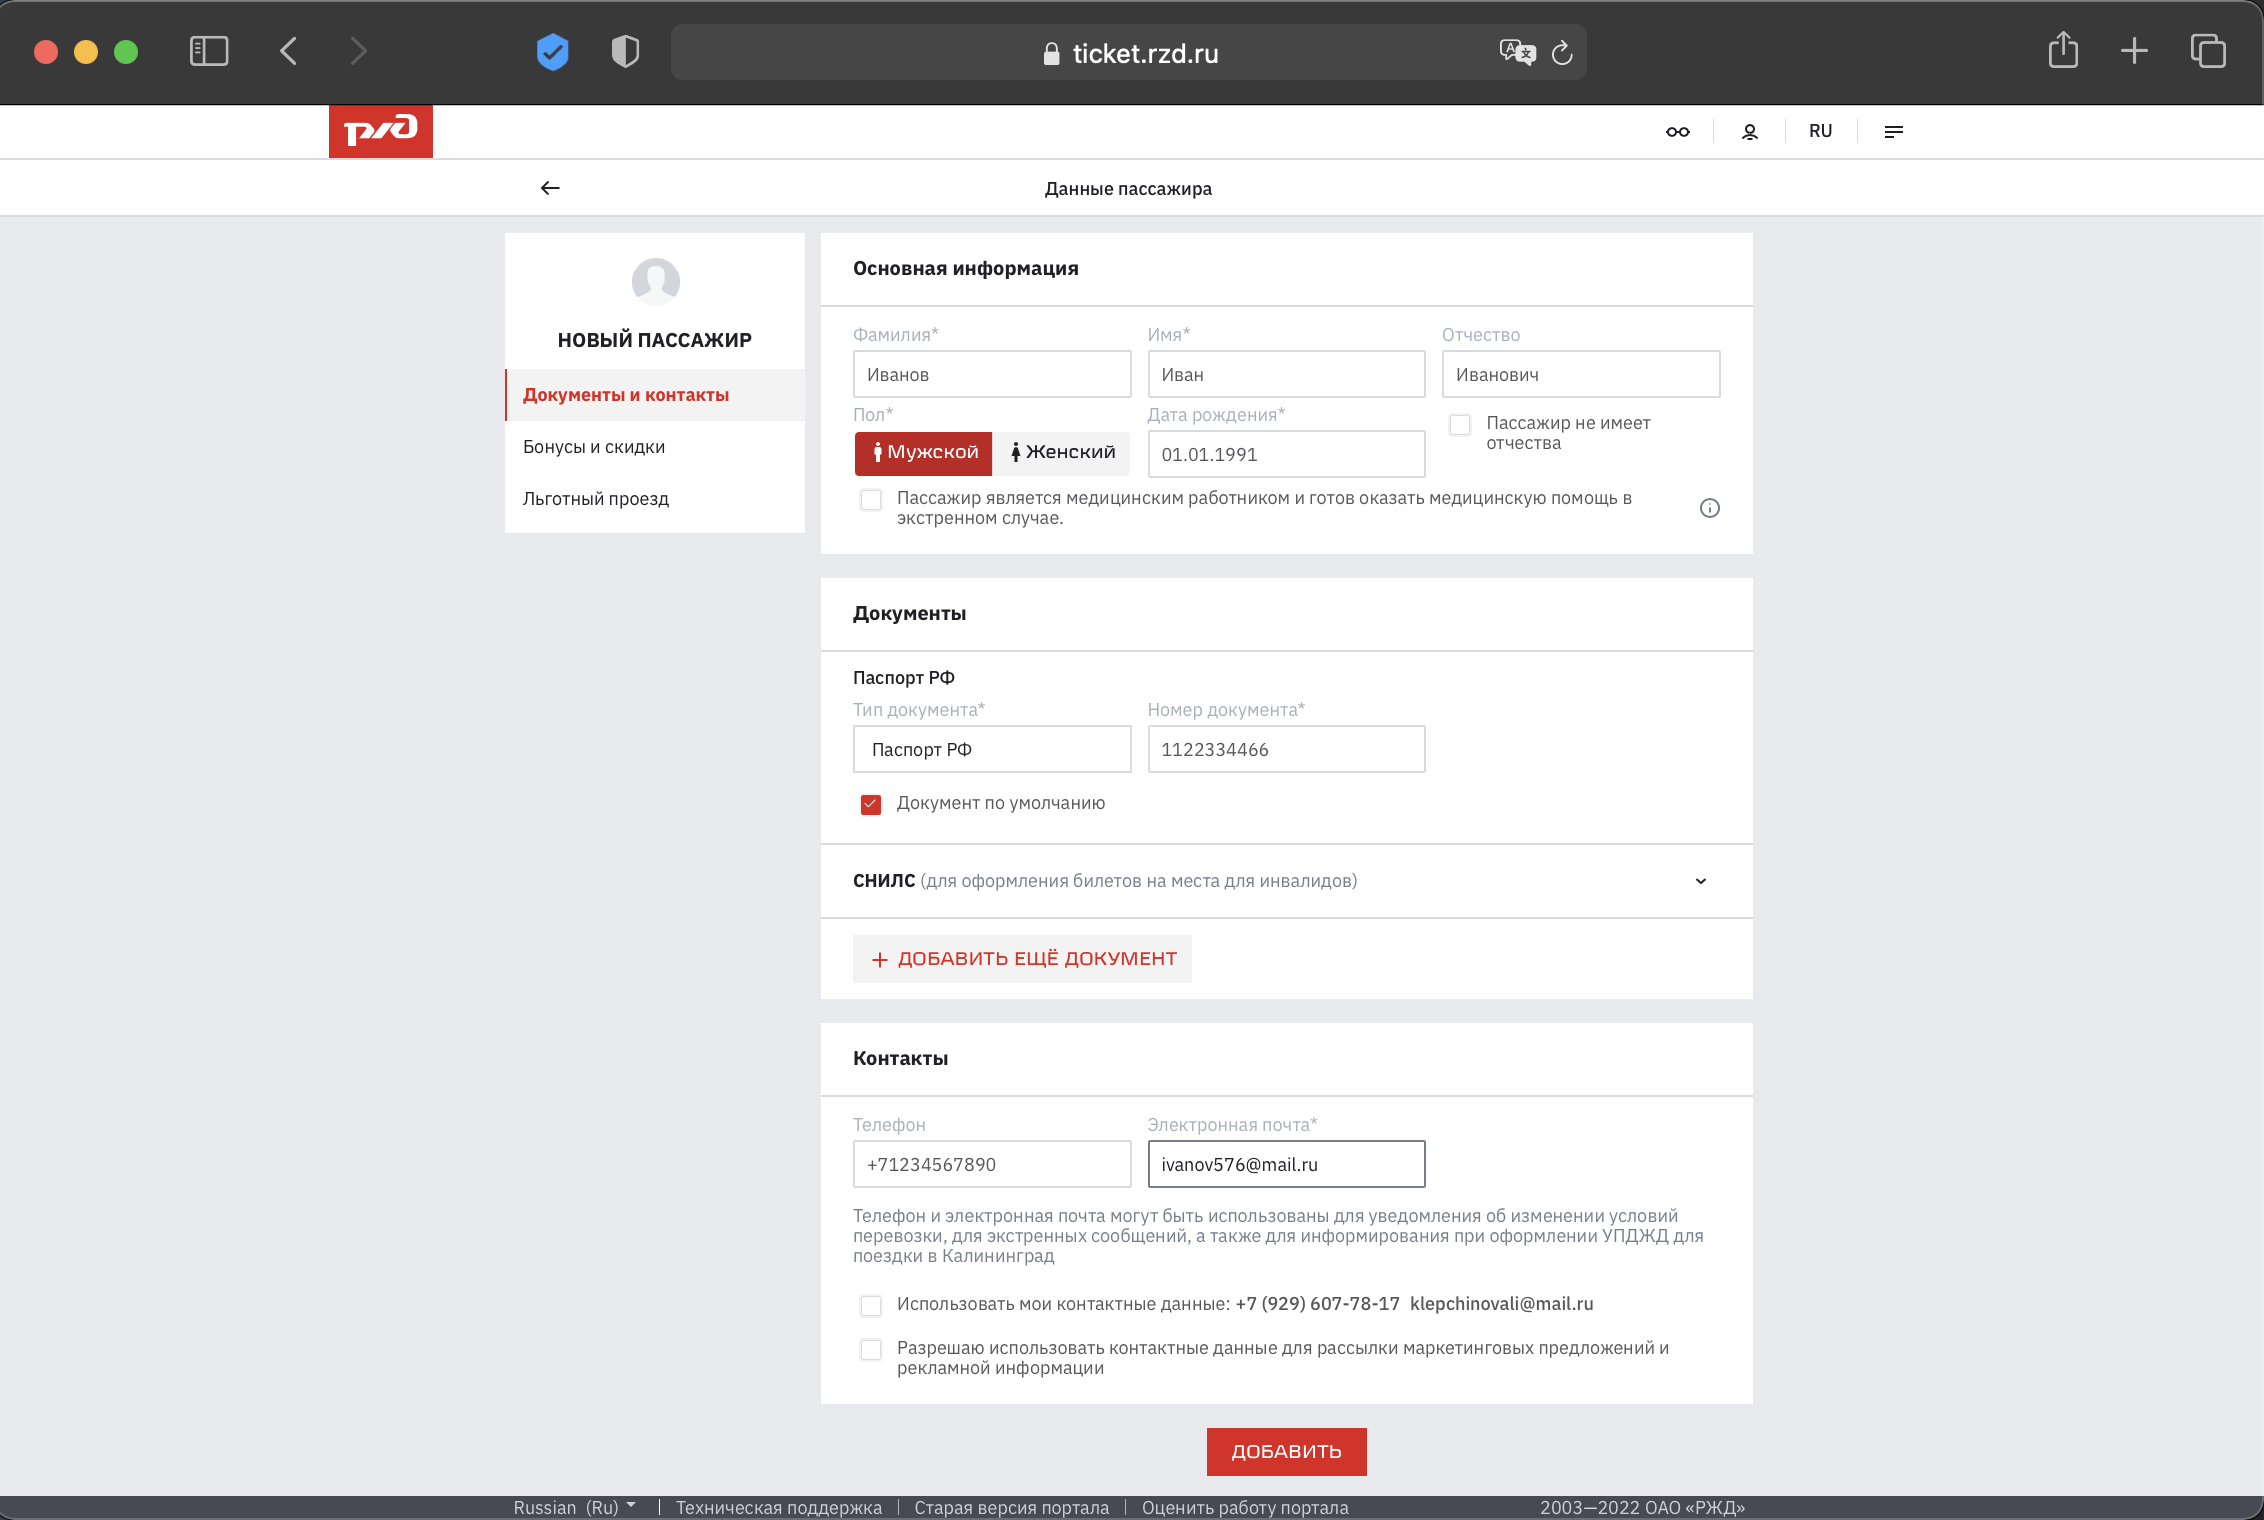 ticket.rzd.ru
ржд
RU
Данные пассажира
НОВЫЙ ПАССАЖИР
Документы и контакты
Бонусы и скидки
Льготный проезд
Основная информация
Фамилия* Имя* Отчество
Иванов Иван Иванович
Пол* Дата рождения*
Мужской Женский 01.01.1991
Пассажир не имеет
отчества
Пассажир является медицинским работником и готов оказать медицинскую помощь в
экстренном случае.
Документы
Паспорт РФ
Тип документа* Номер документа*
Паспорт РФ 1122334466
Документ по умолчанию
СНИЛС (для оформления билетов на места для инвалидов)
+ ДОБАВИТЬ ЕЩЁ ДОКУМЕНТ
Контакты
Телефон Электронная почта*
+71234567890 ivanov576@mail.ru
Телефон и электронная почта могут быть использованы для уведомления об изменении условий
перевозки, для экстренных сообщений, а также для информирования при оформлении УПДЖД для
поездки в Калининград
Использовать мои контактные данные: +7 (929) 607-78-17 klepchinovali@mail.ru
Разрешаю использовать контактные данные для рассылки маркетинговых предложений и
рекламной информации
ДОБАВИТЬ
Russian (Ru) | Техническая поддержка | Старая версия портала | Оценить работу портала 2003—2022 ОАО «РЖД»